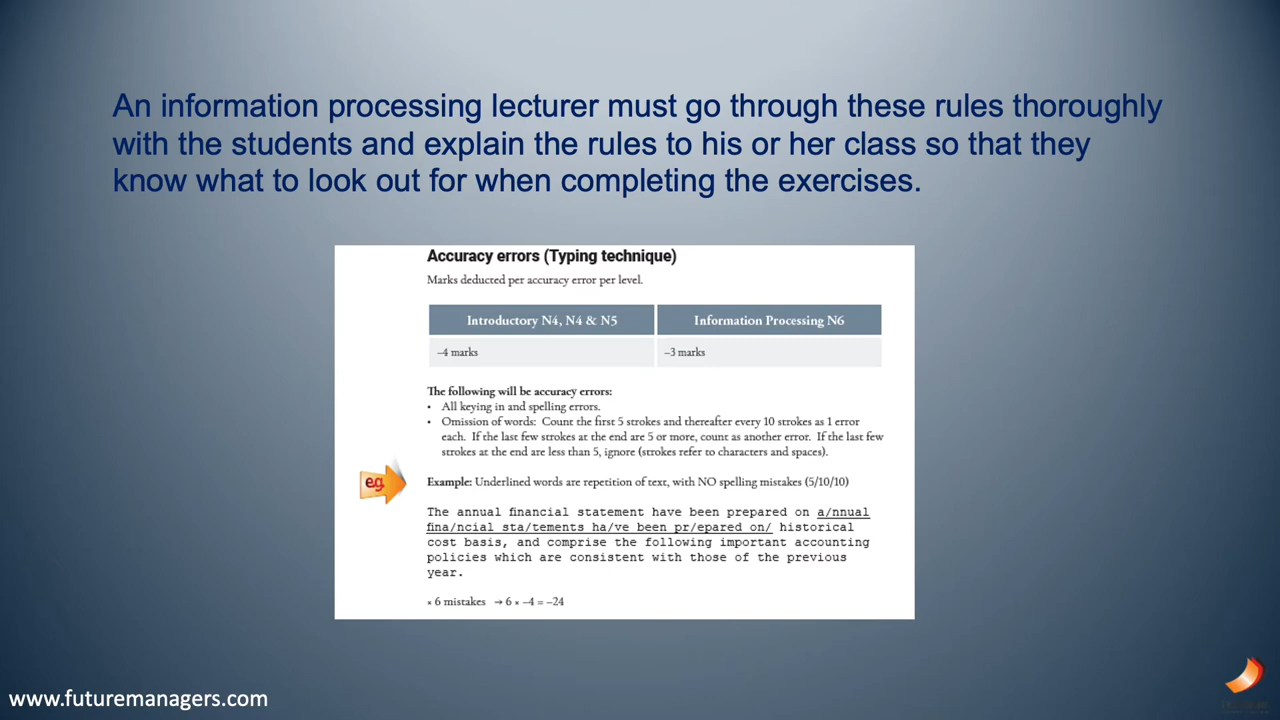 An information processing lecturer must go through these rules thoroughly
with the students and explain the rules to his or her class so that they
know what to look out for when completing the exercises.
Accuracy errors (Typing technique)
Marks deducted per accuracy error per level.
Introductory N4, N4 & N5 Information Processing N6
–4 marks –3 marks
The following will be accuracy errors:
• All keying in and spelling errors.
• Omission of words: Count the first 5 strokes and thereafter every 10 strokes as 1 error
each. If the last few strokes at the end are 5 or more, count as another error. If the last few
strokes at the end are less than 5, ignore (strokes refer to characters and spaces).
e.g.
Example: Underlined words are repetition of text, with NO spelling mistakes (5/10/10)
The annual financial statement have been prepared on a/nnual
fina/ncial sta/tements ha/ve been pr/epared on/ historical
cost basis, and comprise the following important accounting
policies which are consistent with those of the previous
year.
× 6 mistakes → 6 × –4 = –24
www.futuremanagers.com